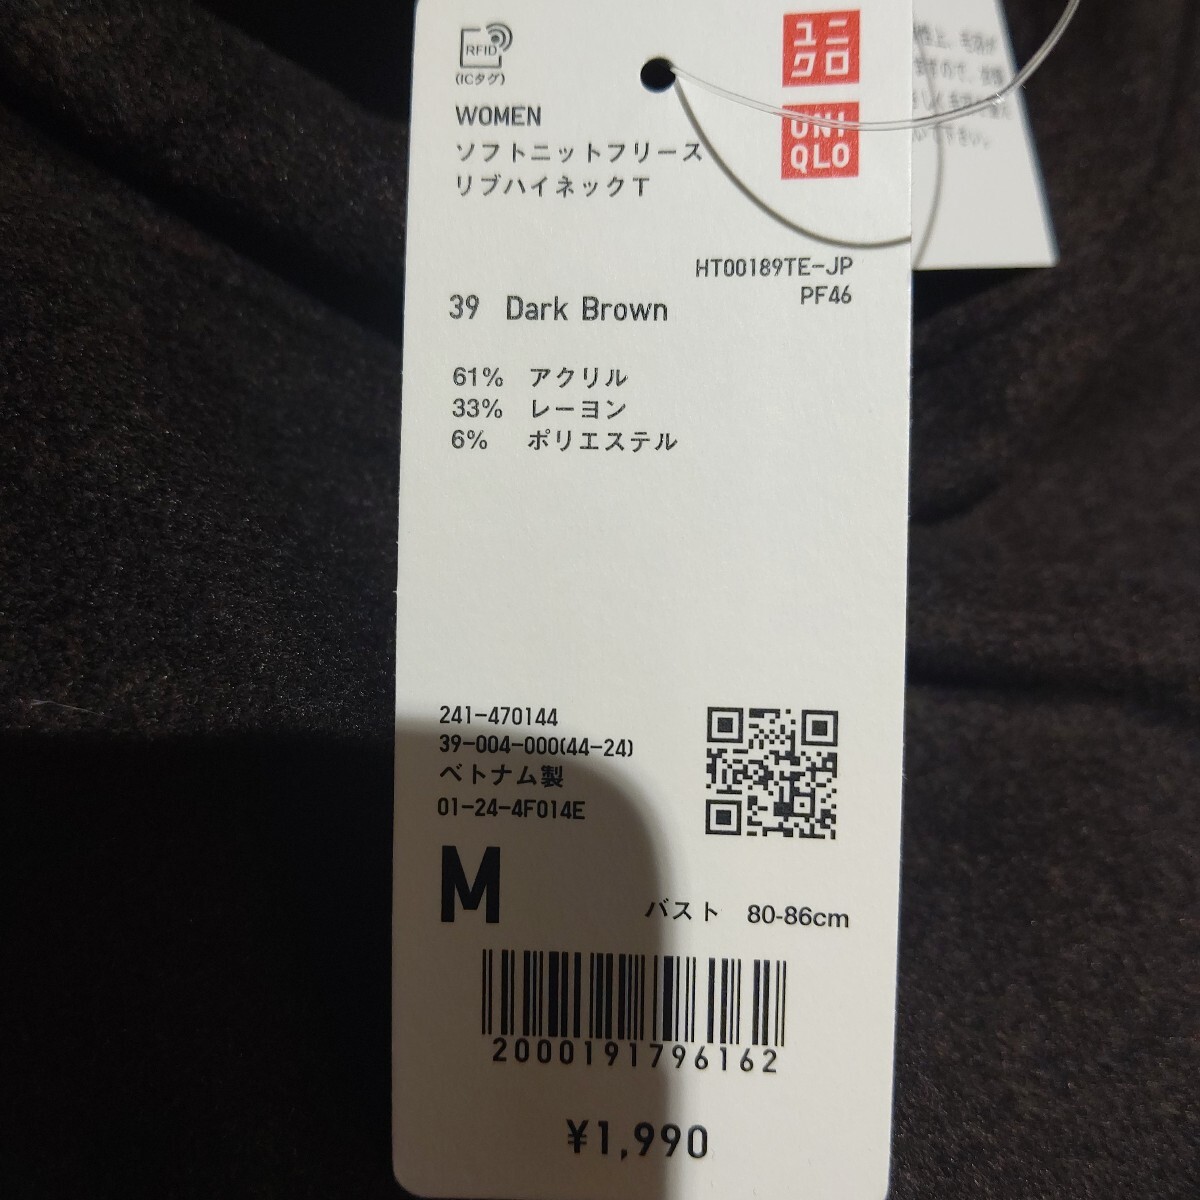 RFID
(ICタグ)
ユニ
クロ
UNI
QLO
WOMEN
ソフトニットフリース
リブハイネックT
HT00189TE-JP
PF46
39 Dark Brown
61% アクリル
33% レーヨン
6% ポリエステル
241-470144
39-004-000(44-24)
ベトナム製
01-24-4F014E
M
バスト 80-86cm
2000191796162
¥1,990